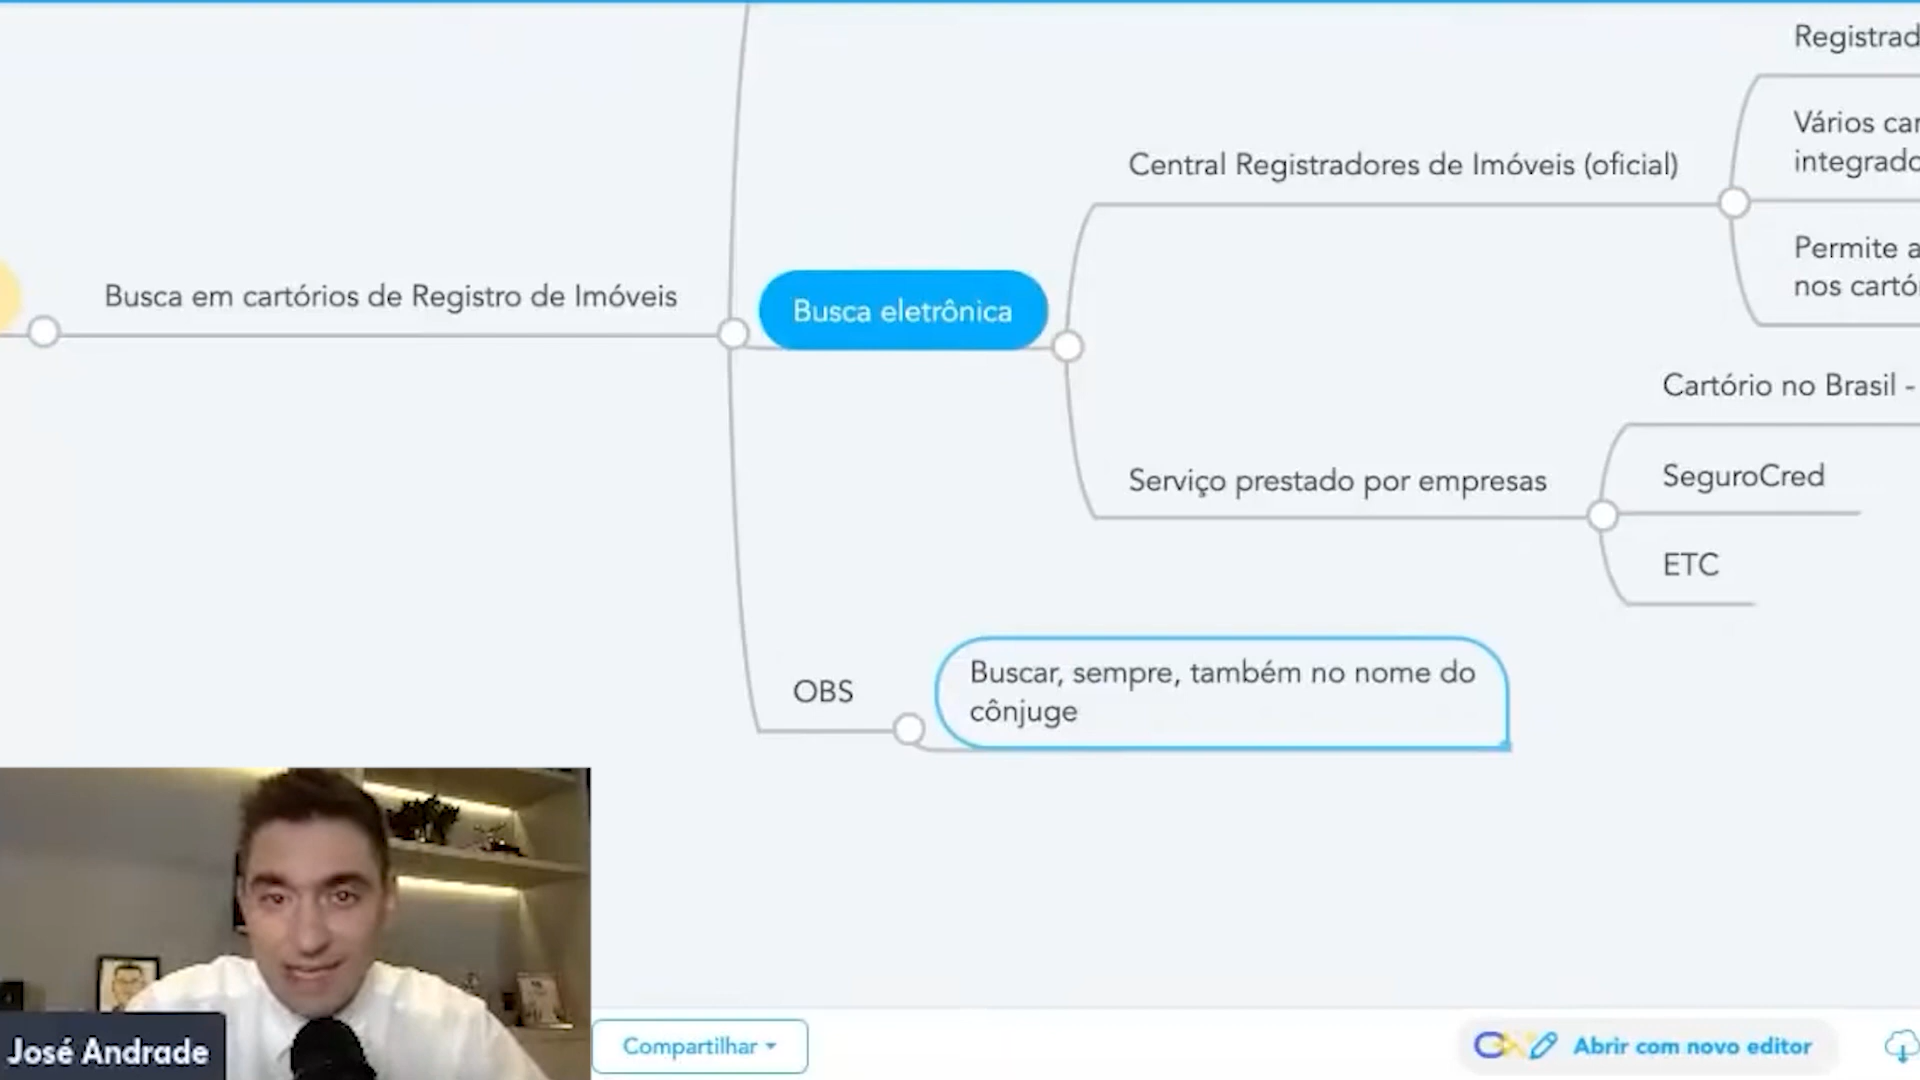 Registrad
Vários car
integrado
Central Registradores de Imóveis (oficial)
Permite a
nos cartó
Busca em cartórios de Registro de Imóveis
Busca eletrônica
Cartório no Brasil -
SeguroCred
Serviço prestado por empresas
ETC
Buscar, sempre, também no nome do
cônjuge
OBS
José Andrade
Compartilhar
Abrir com novo editor